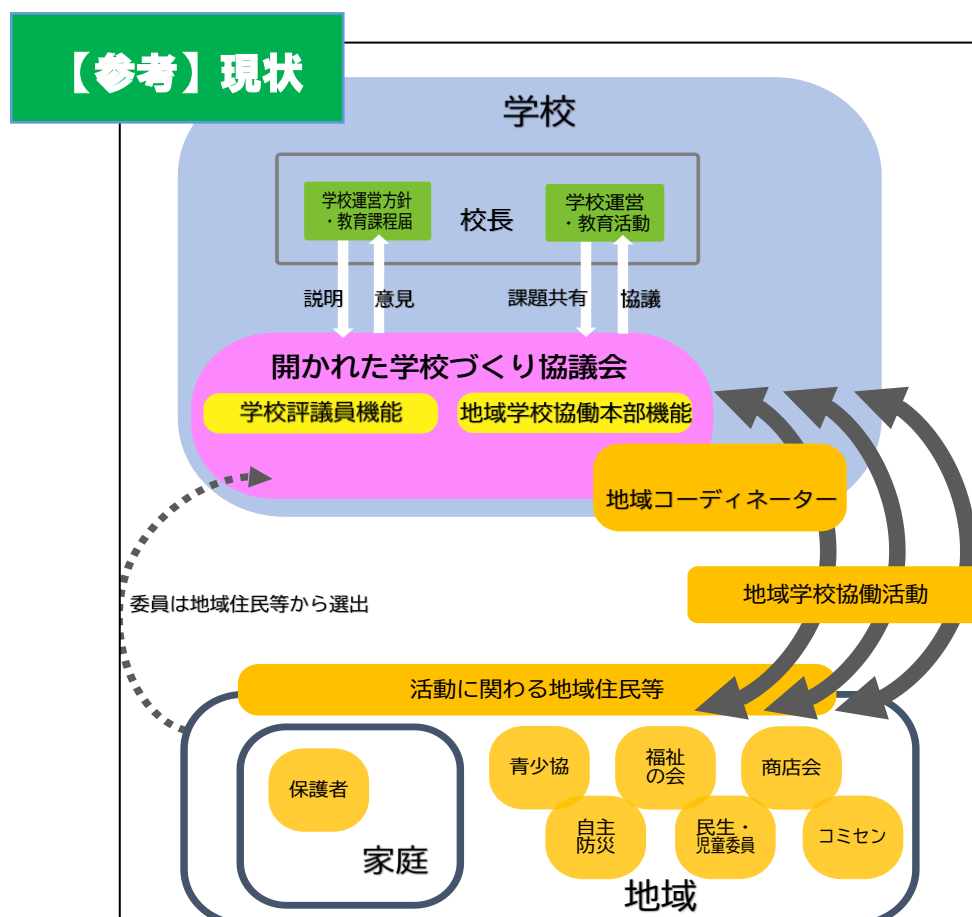 【参考】現状
学校
学校運営方針
・教育課程届
校長
学校運営
・教育活動
説明
意見
課題共有
協議
開かれた学校づくり協議会
学校評議員機能
地域学校協働本部機能
地域コーディネーター
委員は地域住民等から選出
地域学校協働活動
活動に関わる地域住民等
保護者
家庭
青少協
福祉
の会
商店会
自主
防災
民生・
児童委員
コミセン
地域